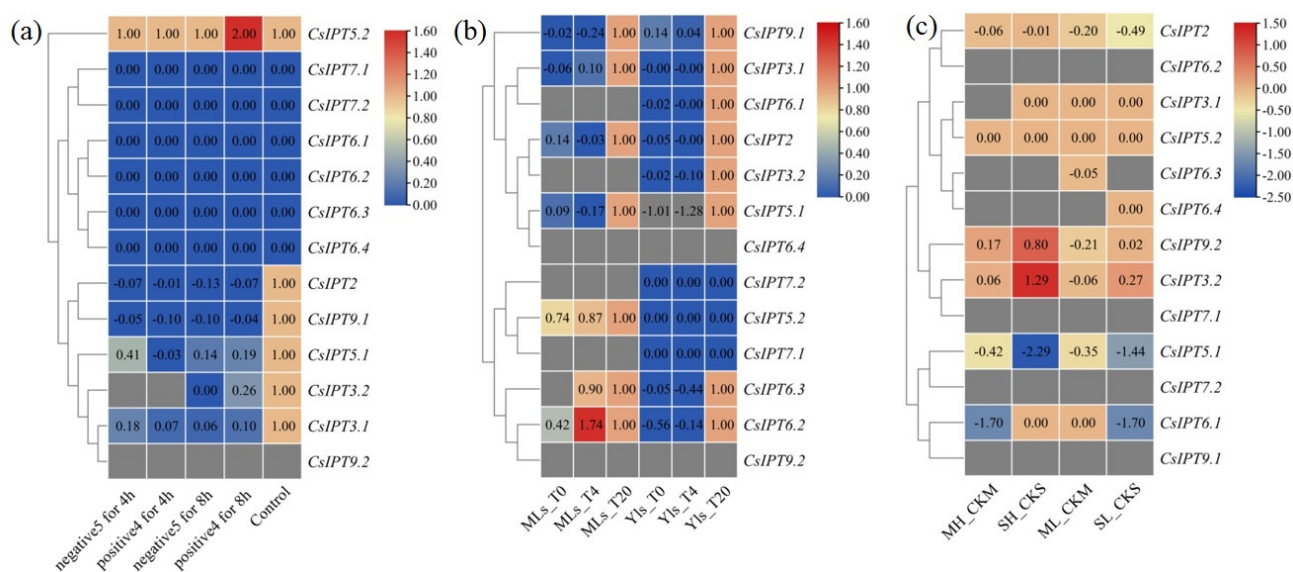 (a)
1.00 1.00 1.00 2.00 1.00 CsIPT5.2
0.00 0.00 0.00 0.00 0.00 CsIPT7.1
0.00 0.00 0.00 0.00 0.00 CsIPT7.2
0.00 0.00 0.00 0.00 0.00 CsIPT6.1
0.00 0.00 0.00 0.00 0.00 CsIPT6.2
0.00 0.00 0.00 0.00 0.00 CsIPT6.3
0.00 0.00 0.00 0.00 0.00 CsIPT6.4
-0.07 -0.01 -0.13 -0.07 1.00 CsIPT2
-0.05 -0.10 -0.10 -0.04 1.00 CsIPT9.1
0.41 -0.03 0.14 0.19 1.00 CsIPT5.1
0.00 0.26 1.00 CsIPT3.2
0.18 0.07 0.06 0.10 1.00 CsIPT3.1
CsIPT9.2
negative5 for 4h
positive4 for 4h
negative5 for 8h
positive4 for 8h
Control
1.60
1.40
1.20
1.00
0.80
0.60
0.40
0.20
0.00
(b)
-0.02 -0.24 1.00 0.14 0.04 1.00 CsIPT9.1
-0.06 0.10 1.00 -0.00 -0.00 1.00 CsIPT3.1
-0.02 -0.00 1.00 CsIPT6.1
0.14 -0.03 1.00 -0.05 -0.00 1.00 CsIPT2
-0.02 -0.10 1.00 CsIPT3.2
0.09 -0.17 1.00 -1.01 -1.28 1.00 CsIPT5.1
CsIPT6.4
0.00 0.00 0.00 CsIPT7.2
0.74 0.87 1.00 0.00 0.00 0.00 CsIPT5.2
0.00 0.00 0.00 CsIPT7.1
0.90 1.00 -0.05 -0.44 1.00 CsIPT6.3
0.42 1.74 1.00 -0.56 -0.14 1.00 CsIPT6.2
CsIPT9.2
MLs_T0
MLs_T4
MLs_T20
Yls_T0
Yls_T4
Yls_T20
1.60
1.40
1.20
1.00
0.80
0.60
0.40
0.20
0.00
(c)
-0.06 -0.01 -0.20 -0.49 CsIPT2
CsIPT6.2
0.00 0.00 0.00 CsIPT3.1
0.00 0.00 0.00 0.00 CsIPT5.2
-0.05 CsIPT6.3
0.00 CsIPT6.4
0.17 0.80 -0.21 0.02 CsIPT9.2
0.06 1.29 -0.06 0.27 CsIPT3.2
CsIPT7.1
-0.42 -2.29 -0.35 -1.44 CsIPT5.1
CsIPT7.2
-1.70 0.00 0.00 -1.70 CsIPT6.1
CsIPT9.1
MH_CKM
SH_CKS
ML_CKM
SL_CKS
1.50
1.00
0.50
0.00
-0.50
-1.00
-1.50
-2.00
-2.50